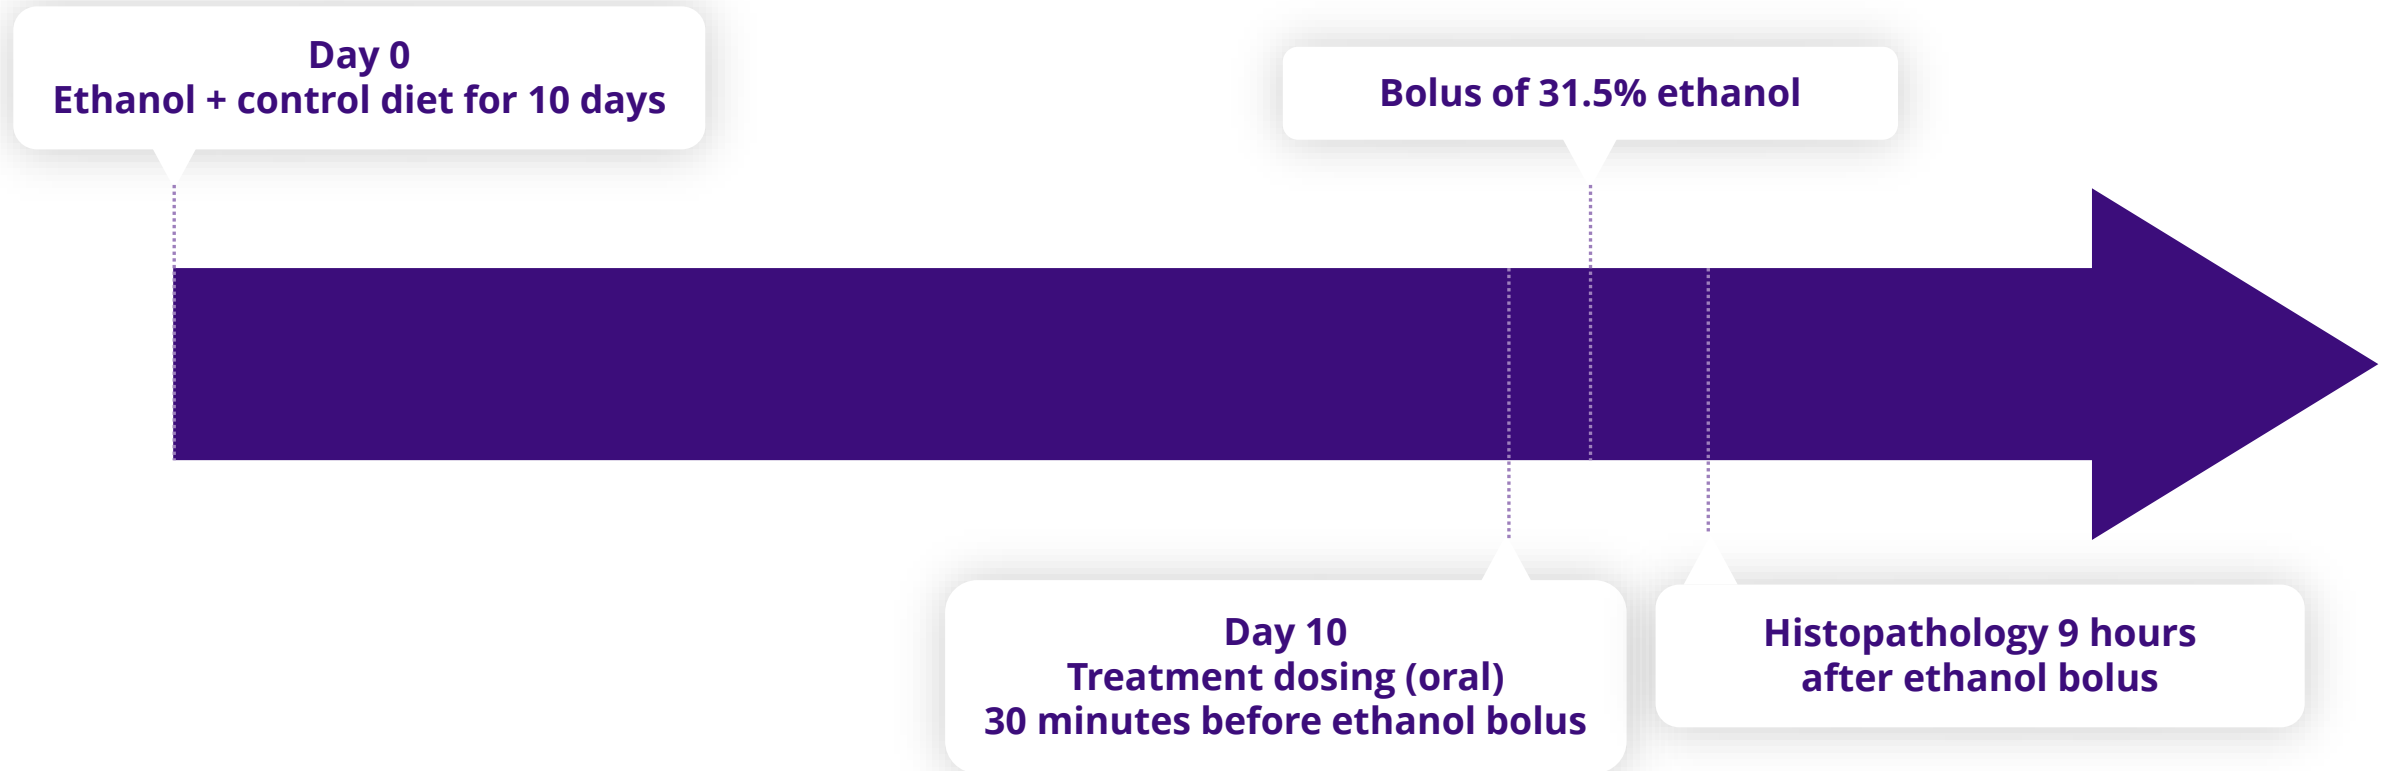 Day 0
Ethanol + control diet for 10 days
Bolus of 31.5% ethanol
Day 10
Treatment dosing (oral)
30 minutes before ethanol bolus
Histopathology 9 hours
after ethanol bolus